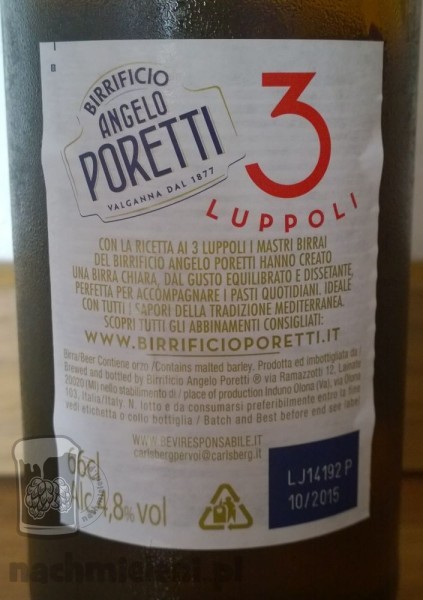 BIRRIFICIO
ANGELO
PORETTI
VALGANNA DAL 1877
3
LUPPOLI
CON LA RICETTA AI 3 LUPPOLI I MASTRI BIRRAI
DEL BIRRIFICIO ANGELO PORETTI HANNO CREATO
UNA BIRRA CHIARA, DAL GUSTO EQUILIBRATO E DISSETANTE,
PERFETTA PER ACCOMPAGNARE I PASTI QUOTIDIANI. IDEALE
CON TUTTI I SAPORI DELLA TRADIZIONE MEDITERRANEA.
SCOPRI TUTTI GLI ABBINAMENTI CONSIGLIATI:
WWW.BIRRIFICIOPORETTI.IT
Birra/Beer Contiene orzo /Contains malted barley. Prodotta ed imbottigliata da:/
Brewed and bottled by Birrificio Angelo Poretti ® via Ramazzotti 12, Lainate
20020(MI) nello stabilimento di:/ place of production Induno Olona (Va), via Olona
103, Italia/Italy. N. lotto e da consumarsi preferibilmente entro la fine:
vedi etichetta o collo bottiglia / Batch and Best before end see label
WWW.BEVIRESPONSABILE.IT
carlsbergpervoi@carlsberg.it
66cl
Alc 4,8% vol
LJ14192 P
10/2015
nachmieleni.pl